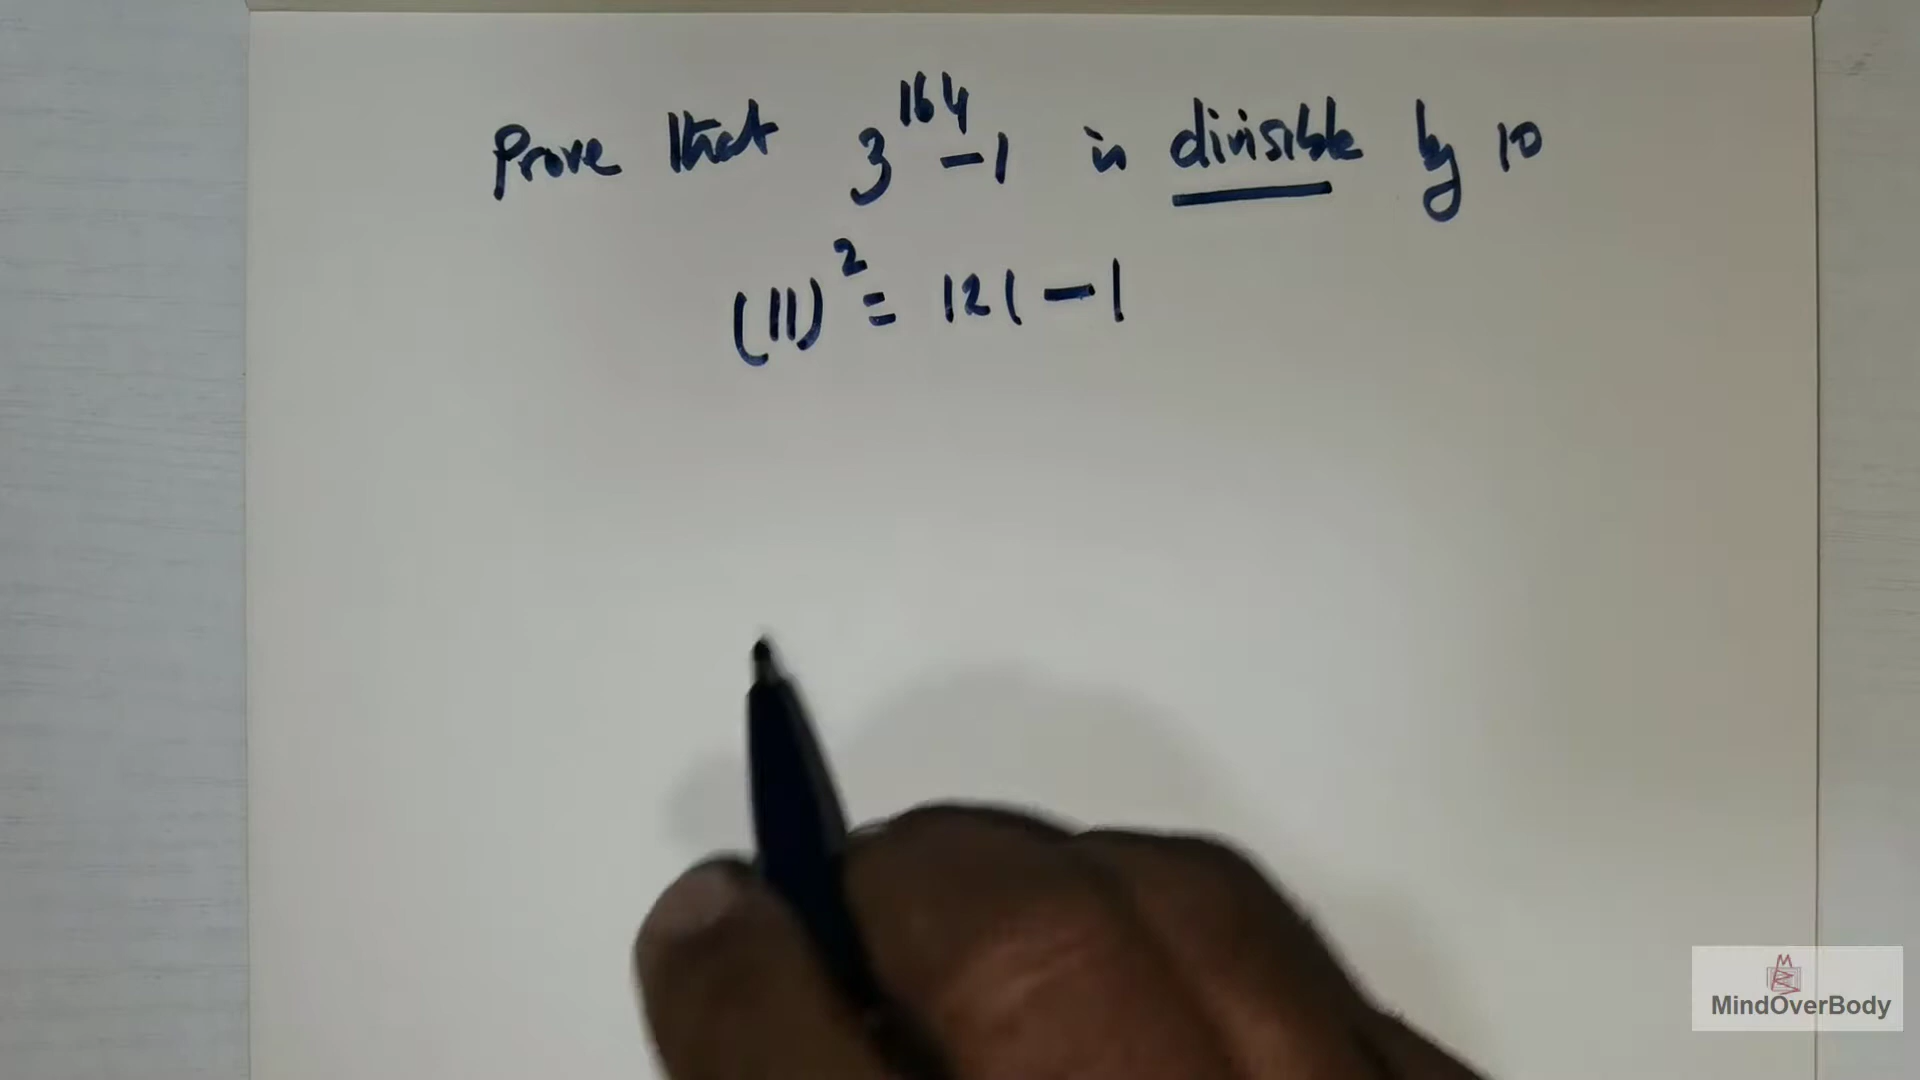 Prove that 3^164 - 1 is divisible by 10
(11)^2 = 121 - 1
M
MindOverBody